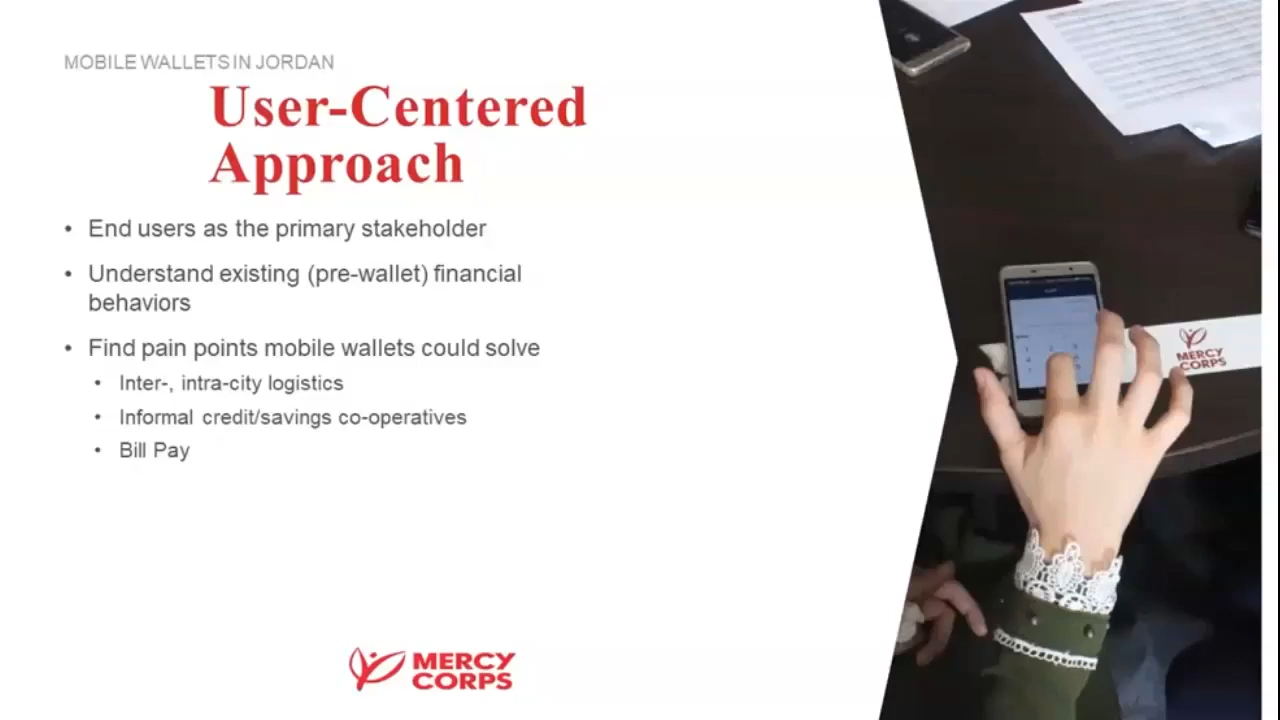 MOBILE WALLETS IN JORDAN
User-Centered
Approach
• End users as the primary stakeholder
• Understand existing (pre-wallet) financial
behaviors
• Find pain points mobile wallets could solve
• Inter-, intra-city logistics
• Informal credit/savings co-operatives
• Bill Pay
MERCY
CORPS
MERCY
CORPS